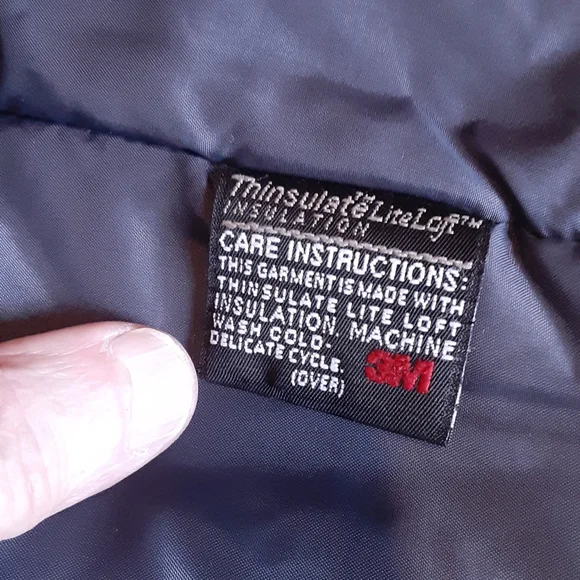 Thinsulate™ LiteLoft™
INSULATION
CARE INSTRUCTIONS:
THIS GARMENT IS MADE WITH
THINSULATE LITE LOFT
INSULATION. MACHINE
WASH COLD-
DELICATE CYCLE.
(OVER) 3M